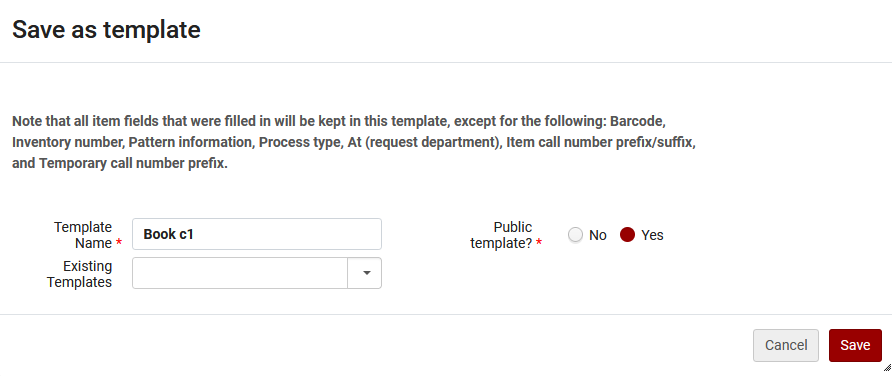 Save as template
Note that all item fields that were filled in will be kept in this template, except for the following: Barcode,
Inventory number, Pattern information, Process type, At (request department), Item call number prefix/suffix,
and Temporary call number prefix.
Template
Name *
Book c1
Public
template? *
No
Yes
Existing
Templates
Cancel
Save